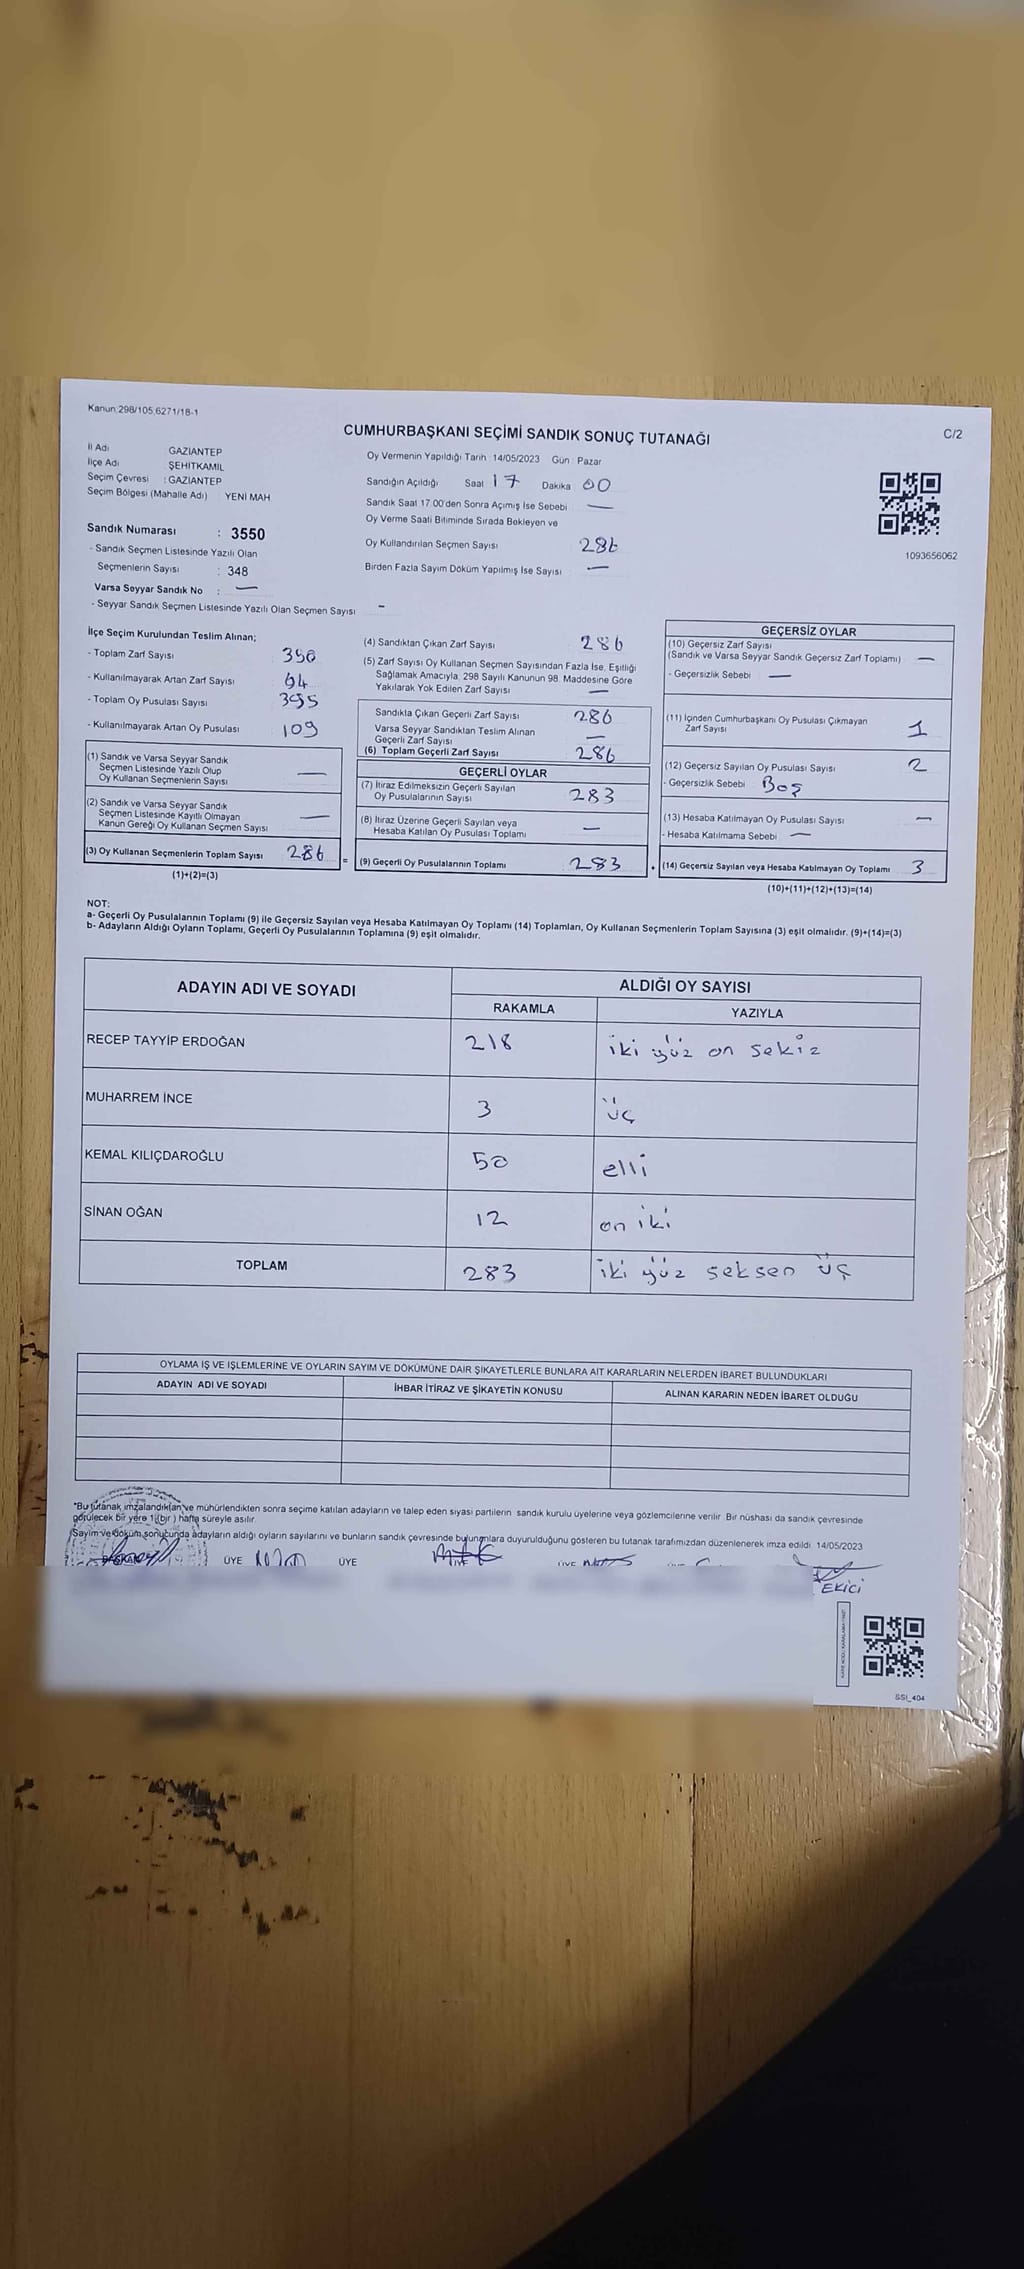 Kanun:298/105 6271/18-1
C/2
CUMHURBAŞKANI SEÇİMİ SANDIK SONUÇ TUTANAĞI
İl Adı GAZİANTEP
İlçe Adı ŞEHİTKAMİL
Seçim Çevresi : GAZİANTEP
Seçim Bölgesi (Mahalle Adı) YENİ MAH
Sandık Numarası : 3550
- Sandık Seçmen Listesinde Yazılı Olan
Seçmenlerin Sayısı : 348
Varsa Seyyar Sandık No : —
- Seyyar Sandık Seçmen Listesinde Yazılı Olan Seçmen Sayısı -
Oy Vermenin Yapıldığı Tarih 14/05/2023 Gün : Pazar
Sandığın Açıldığı Saat 17 Dakika 00
Sandık Saat 17:00'den Sonra Açımış İse Sebebi —
Oy Verme Saati Bitiminde Sırada Bekleyen ve
Oy Kullandırılan Seçmen Sayısı 286
Birden Fazla Sayım Döküm Yapılmış İse Sayısı —
1093656062
İlçe Seçim Kurulundan Teslim Alınan;
- Toplam Zarf Sayısı 350
- Kullanılmayarak Artan Zarf Sayısı 64
- Toplam Oy Pusulası Sayısı 395
- Kullanılmayarak Artan Oy Pusulası 109
(1) Sandık ve Varsa Seyyar Sandık
Seçmen Listesinde Yazılı Olup
Oy Kullanan Seçmenlerin Sayısı —
(2) Sandık ve Varsa Seyyar Sandık
Seçmen Listesinde Kayıtlı Olmayan
Kanun Gereği Oy Kullanan Seçmen Sayısı —
(3) Oy Kullanan Seçmenlerin Toplam Sayısı 286 =
(1)+(2)=(3)
(4) Sandıktan Çıkan Zarf Sayısı 286
(5) Zarf Sayısı Oy Kullanan Seçmen Sayısından Fazla İse, Eşitliği
Sağlamak Amacıyla, 298 Sayılı Kanunun 98. Maddesine Göre
Yakılarak Yok Edilen Zarf Sayısı —
Sandıkta Çıkan Geçerli Zarf Sayısı 286
Varsa Seyyar Sandıktan Teslim Alınan
Geçerli Zarf Sayısı —
(6) Toplam Geçerli Zarf Sayısı 286
GEÇERLİ OYLAR
(7) İtiraz Edilmeksizin Geçerli Sayılan
Oy Pusulalarının Sayısı 283
(8) İtiraz Üzerine Geçerli Sayılan veya
Hesaba Katılan Oy Pusulası Toplamı —
(9) Geçerli Oy Pusulalarının Toplamı 283 +
GEÇERSİZ OYLAR
(10) Geçersiz Zarf Sayısı
(Sandık ve Varsa Seyyar Sandık Geçersiz Zarf Toplamı) —
- Geçersizlik Sebebi —
(11) İçinden Cumhurbaşkanı Oy Pusulası Çıkmayan
Zarf Sayısı 1
(12) Geçersiz Sayılan Oy Pusulası Sayısı 2
- Geçersizlik Sebebi Boş
(13) Hesaba Katılmayan Oy Pusulası Sayısı —
- Hesaba Katılmama Sebebi —
(14) Geçersiz Sayılan veya Hesaba Katılmayan Oy Toplamı 3
(10)+(11)+(12)+(13)=(14)
NOT:
a- Geçerli Oy Pusulalarının Toplamı (9) ile Geçersiz Sayılan veya Hesaba Katılmayan Oy Toplamı (14) Toplamları, Oy Kullanan Seçmenlerin Toplam Sayısına (3) eşit olmalıdır. (9)+(14)=(3)
b- Adayların Aldığı Oyların Toplamı, Geçerli Oy Pusulalarının Toplamına (9) eşit olmalıdır.
ADAYIN ADI VE SOYADI
ALDIĞI OY SAYISI
RAKAMLA YAZIYLA
RECEP TAYYİP ERDOĞAN 218 iki yüz on sekiz
MUHARREM İNCE 3 üç
KEMAL KILIÇDAROĞLU 50 elli
SİNAN OĞAN 12 on iki
TOPLAM 283 iki yüz seksen üç
OYLAMA İŞ VE İŞLEMLERİNE VE OYLARIN SAYIM VE DÖKÜMÜNE DAİR ŞİKAYETLERLE BUNLARA AİT KARARLARIN NELERDEN İBARET BULUNDUKLARI
ADAYIN ADI VE SOYADI İHBAR İTİRAZ VE ŞİKAYETİN KONUSU ALINAN KARARIN NEDEN İBARET OLDUĞU
*Bu tutanak imzalandıktan ve mühürlendikten sonra seçime katılan adayların ve talep eden siyasi partilerin sandık kurulu üyelerine veya gözlemcilerine verilir. Bir nüshası da sandık çevresinde
görülecek bir yere 1 (bir) hafta süreyle asılır.
Sayım ve döküm sonucunda adayların aldığı oyların sayılarını ve bunların sandık çevresinde bulunanlara duyurulduğunu gösteren bu tutanak tarafımızdan düzenlenerek imza edildi. 14/05/2023
ÜYE ÜYE
EKİCİ
SSI_404